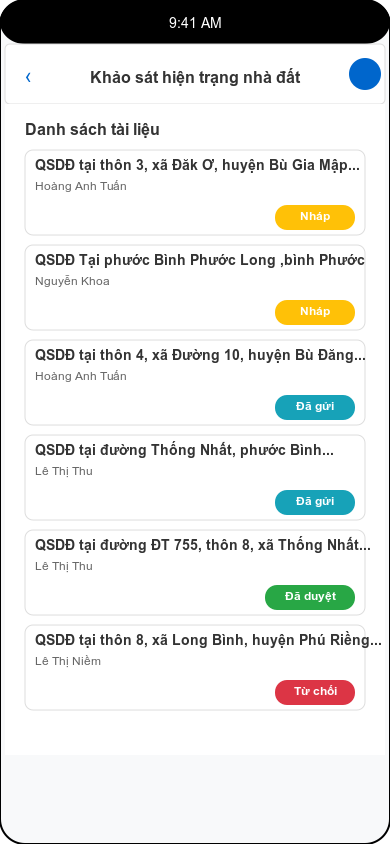 9:41 AM
‹ Khảo sát hiện trạng nhà đất
Danh sách tài liệu
QSDĐ tại thôn 3, xã Đăk Ơ, huyện Bù Gia Mập...
Hoàng Anh Tuấn
Nháp
QSDĐ Tại phước Bình Phước Long ,bình Phước
Nguyễn Khoa
Nháp
QSDĐ tại thôn 4, xã Đường 10, huyện Bù Đăng...
Hoàng Anh Tuấn
Đã gửi
QSDĐ tại đường Thống Nhất, phước Bình...
Lê Thị Thu
Đã gửi
QSDĐ tại đường ĐT 755, thôn 8, xã Thống Nhất...
Lê Thị Thu
Đã duyệt
QSDĐ tại thôn 8, xã Long Bình, huyện Phú Riềng...
Lê Thị Niềm
Từ chối